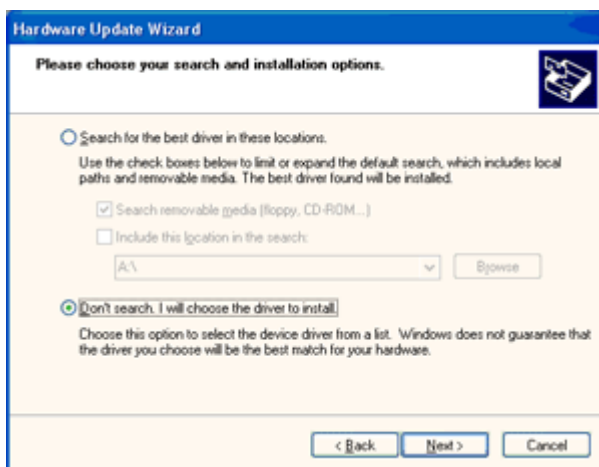 Hardware Update Wizard
Please choose your search and installation options.
Search for the best driver in these locations.
Use the check boxes below to limit or expand the default search, which includes local
paths and removable media. The best driver found will be installed.
Search removable media (floppy, CD-ROM...)
Include this location in the search:
A:\
Browse
Don't search. I will choose the driver to install.
Choose this option to select the device driver from a list. Windows does not guarantee that
the driver you choose will be the best match for your hardware.
< Back Next > Cancel